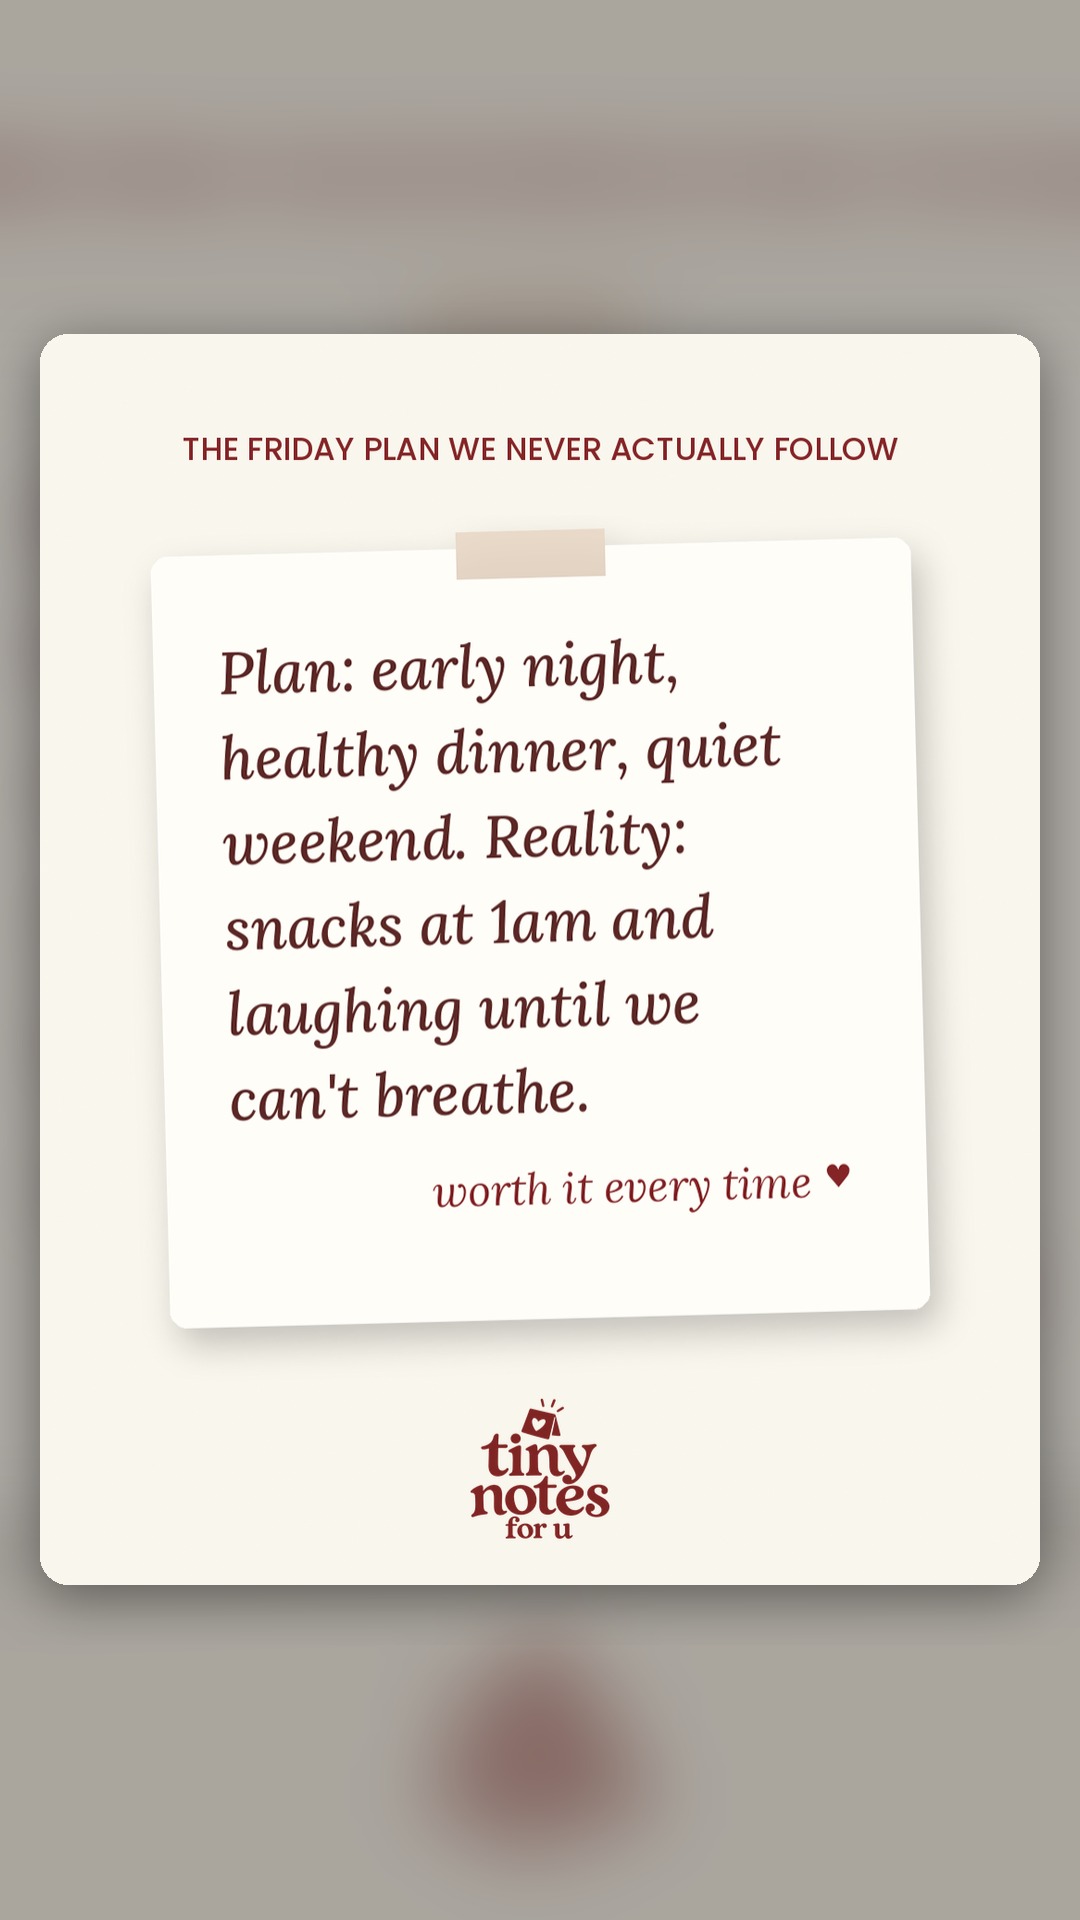 THE FRIDAY PLAN WE NEVER ACTUALLY FOLLOW
Plan: early night,
healthy dinner, quiet
weekend. Reality:
snacks at 1am and
laughing until we
can't breathe.
worth it every time ♥
tiny
notes
for u